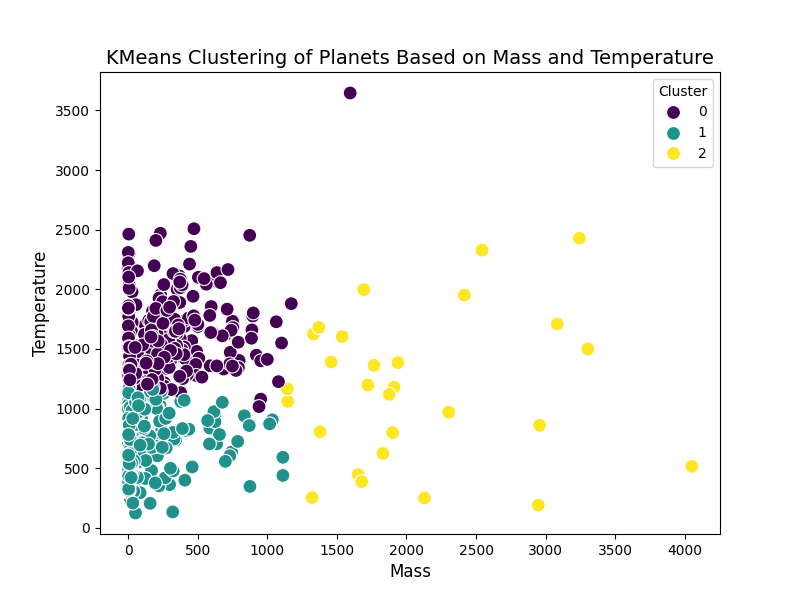 KMeans Clustering of Planets Based on Mass and Temperature
Cluster
0
1
2
3500
3000
2500
2000
1500
1000
500
0
Temperature
0 500 1000 1500 2000 2500 3000 3500 4000
Mass